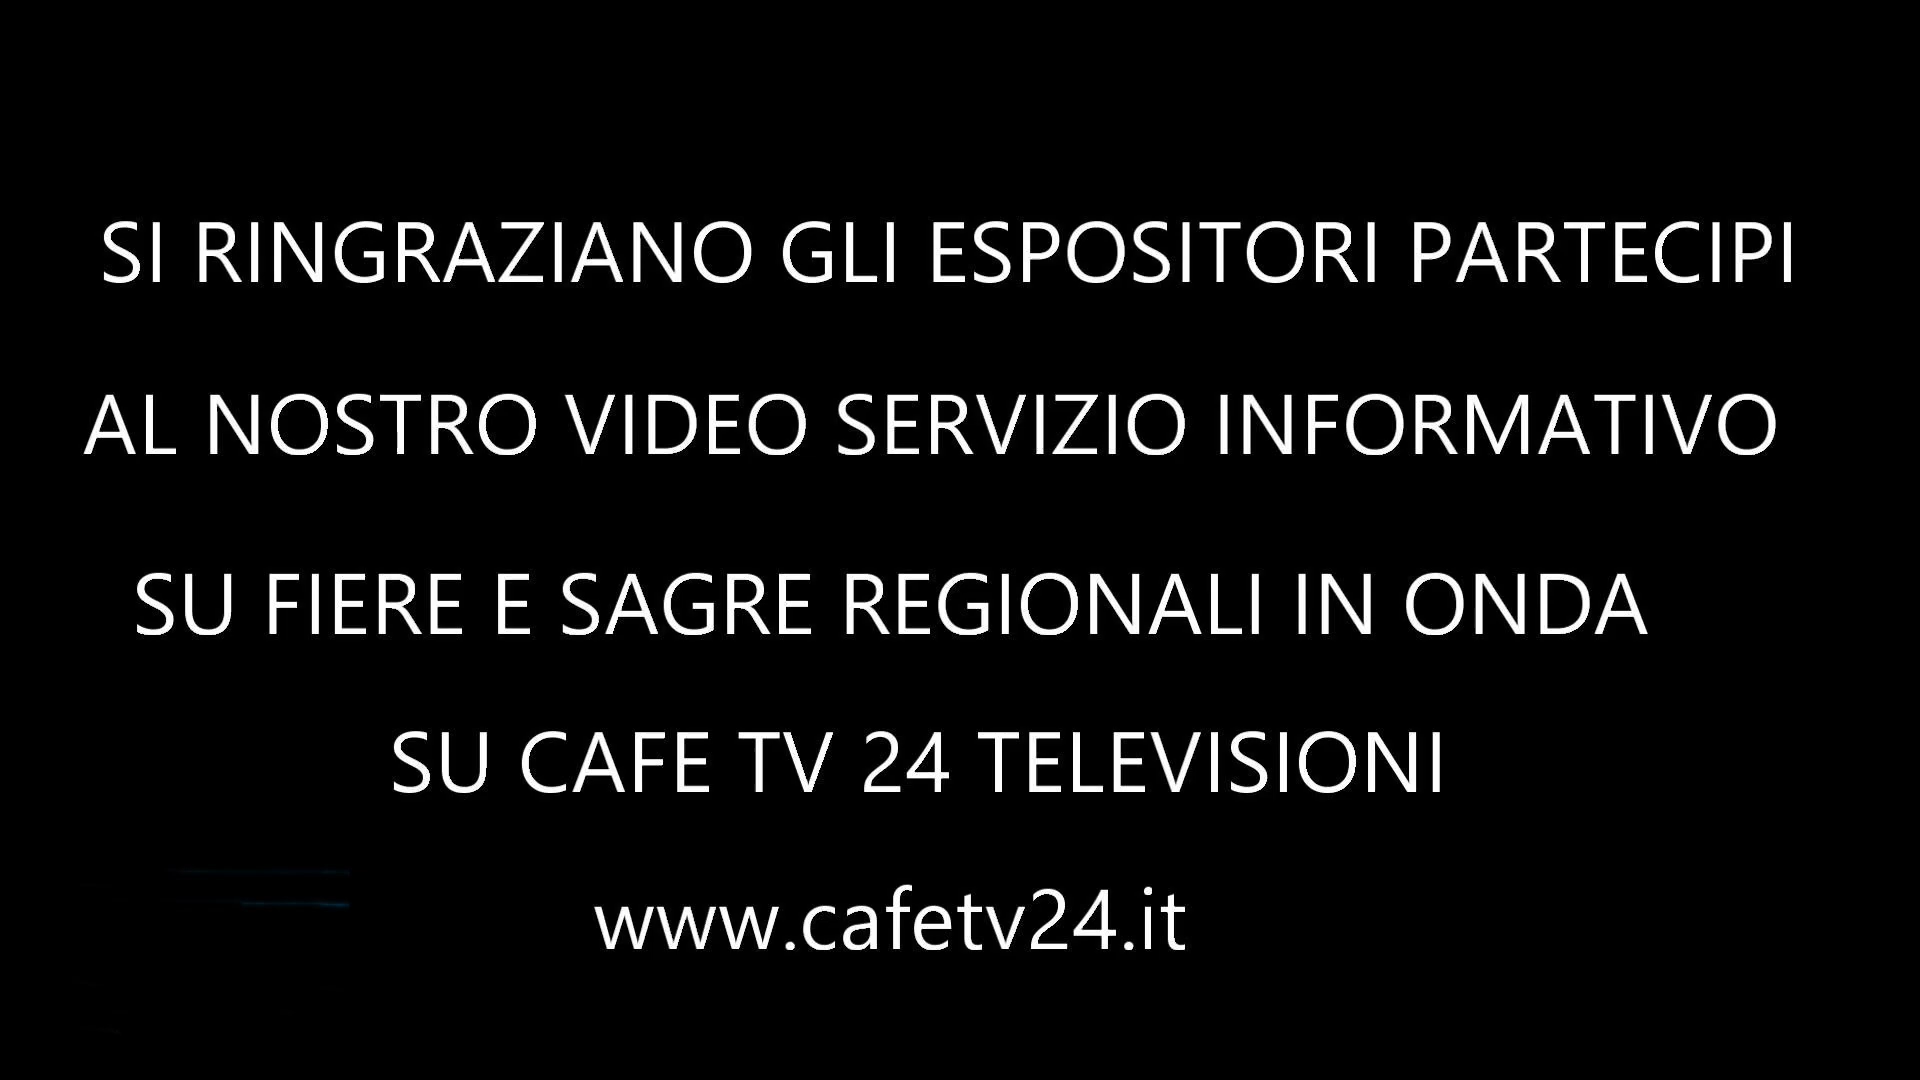 SI RINGRAZIANO GLI ESPOSITORI PARTECIPI
AL NOSTRO VIDEO SERVIZIO INFORMATIVO
SU FIERE E SAGRE REGIONALI IN ONDA
SU CAFE TV 24 TELEVISIONI
www.cafetv24.it